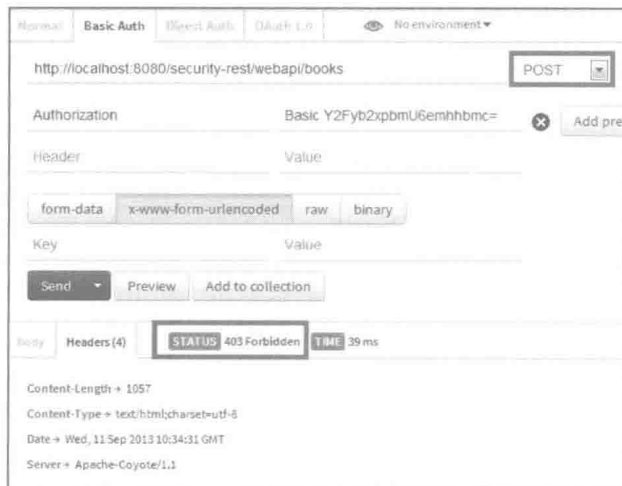 Normal Basic Auth Digest Auth OAuth 1.0 No environment
http://localhost:8080/security-rest/webapi/books POST
Authorization Basic Y2Fyb2xpbmU6emhhbmc= Add pre
Header Value
form-data x-www-form-urlencoded raw binary
Key Value
Send Preview Add to collection
Body Headers (4) STATUS 403 Forbidden TIME 39 ms
Content-Length → 1057
Content-Type → text/html;charset=utf-8
Date → Wed, 11 Sep 2013 10:34:31 GMT
Server → Apache-Coyote/1.1